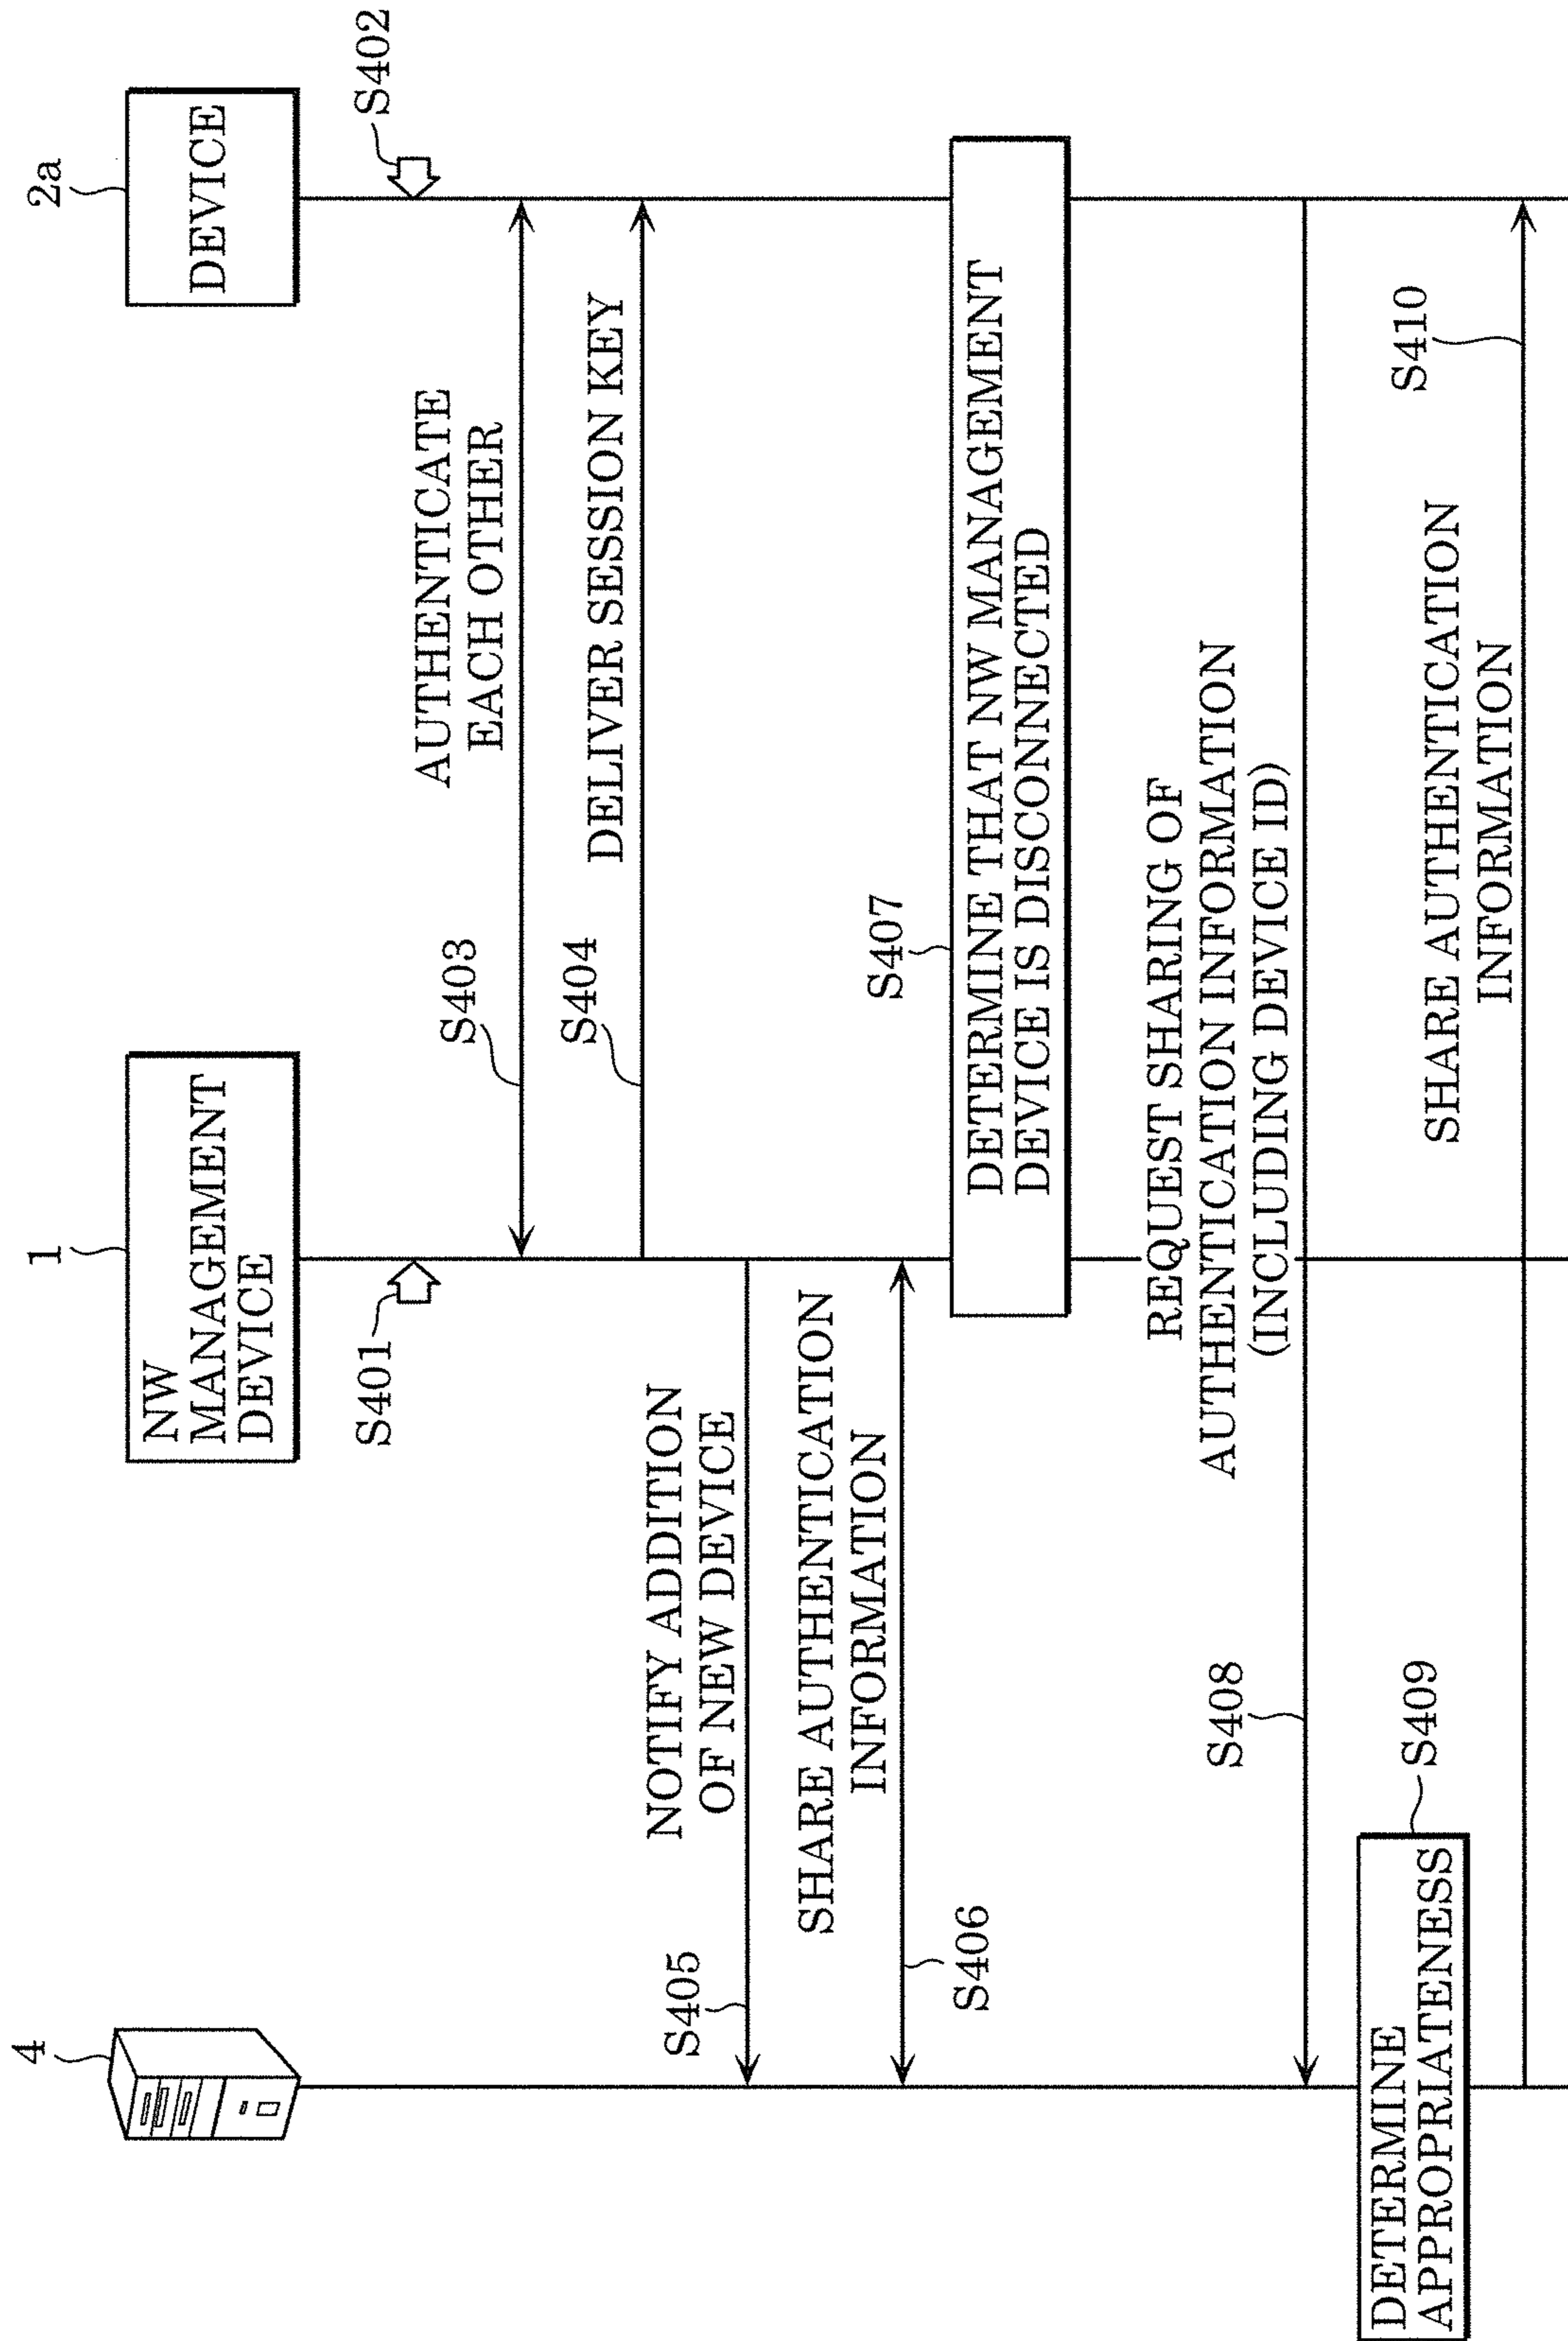 4
1
NW
MANAGEMENT
DEVICE
2a
DEVICE
S401
S402
S403
AUTHENTICATE
EACH OTHER
S404
DELIVER SESSION KEY
S405
NOTIFY ADDITION
OF NEW DEVICE
SHARE AUTHENTICATION
INFORMATION
S406
S407
DETERMINE THAT NW MANAGEMENT
DEVICE IS DISCONNECTED
S408
REQUEST SHARING OF
AUTHENTICATION INFORMATION
(INCLUDING DEVICE ID)
DETERMINE
APPROPRIATENESS
S409
SHARE AUTHENTICATION
INFORMATION
S410